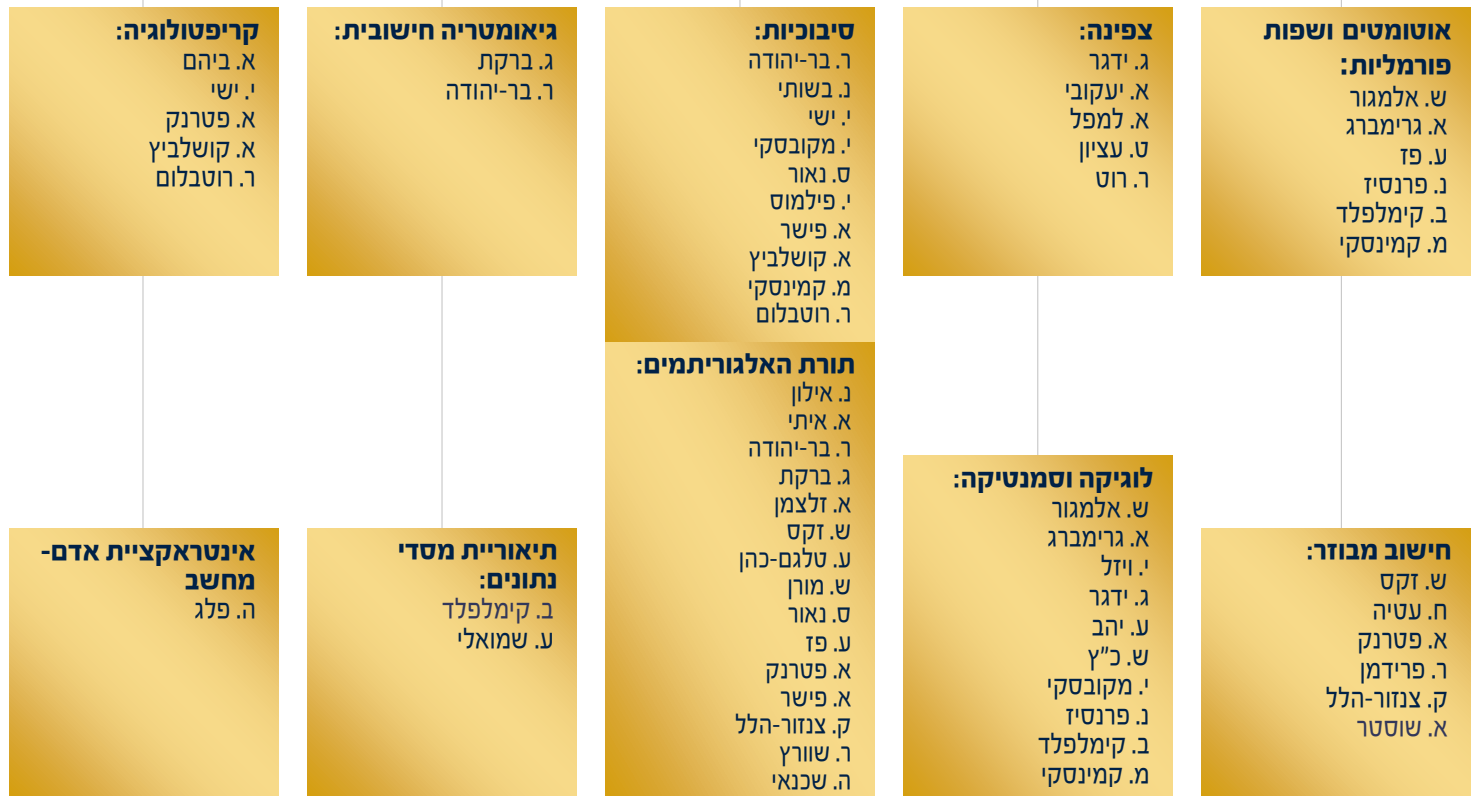 אוטומטים ושפות
פורמליות:
ש. אלמגור
א. גרימברג
ע. פז
נ. פרנסיז
ב. קימלפלד
מ. קמינסקי
צפינה:
ג. ידגר
א. יעקובי
א. למפל
ט. עציון
ר. רוט
סיבוכיות:
ר. בר-יהודה
נ. בשותי
י. ישי
י. מקובסקי
ס. נאור
י. פילמוס
א. פישר
א. קושלביץ
מ. קמינסקי
ר. רוטבלום
גיאומטריה חישובית:
ג. ברקת
ר. בר-יהודה
קריפטולוגיה:
א. ביהם
י. ישי
א. פטרנק
א. קושלביץ
ר. רוטבלום
חישוב מבוזר:
ש. זקס
ח. עטיה
א. פטרנק
ר. פרידמן
ק. צנזור-הלל
א. שוסטר
לוגיקה וסמנטיקה:
ש. אלמגור
א. גרימברג
י. ויזל
ג. ידגר
ע. יהב
ש. כ״ץ
י. מקובסקי
נ. פרנסיז
ב. קימלפלד
מ. קמינסקי
תורת האלגוריתמים:
נ. אילון
א. איתי
ר. בר-יהודה
ג. ברקת
א. זלצמן
ש. זקס
ע. טלגם-כהן
ש. מורן
ס. נאור
ע. פז
א. פטרנק
א. פישר
ק. צנזור-הלל
ר. שוורץ
ה. שכנאי
תיאוריית מסדי
נתונים:
ב. קימלפלד
ע. שמואלי
אינטראקציית אדם-
מחשב
ה. פלג